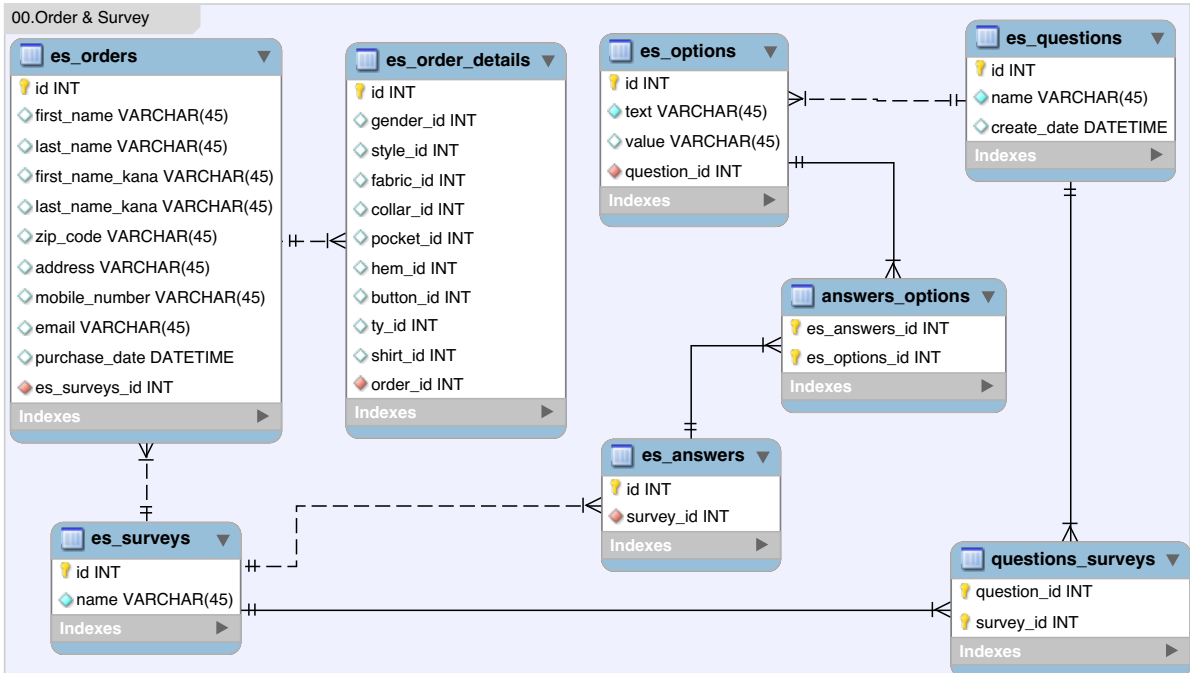 00.Order & Survey
es_orders
id INT
first_name VARCHAR(45)
last_name VARCHAR(45)
first_name_kana VARCHAR(45)
last_name_kana VARCHAR(45)
zip_code VARCHAR(45)
address VARCHAR(45)
mobile_number VARCHAR(45)
email VARCHAR(45)
purchase_date DATETIME
es_surveys_id INT
Indexes
es_order_details
id INT
gender_id INT
style_id INT
fabric_id INT
collar_id INT
pocket_id INT
hem_id INT
button_id INT
ty_id INT
shirt_id INT
order_id INT
Indexes
es_options
id INT
text VARCHAR(45)
value VARCHAR(45)
question_id INT
Indexes
es_questions
id INT
name VARCHAR(45)
create_date DATETIME
Indexes
answers_options
es_answers_id INT
es_options_id INT
Indexes
es_answers
id INT
survey_id INT
Indexes
es_surveys
id INT
name VARCHAR(45)
Indexes
questions_surveys
question_id INT
survey_id INT
Indexes